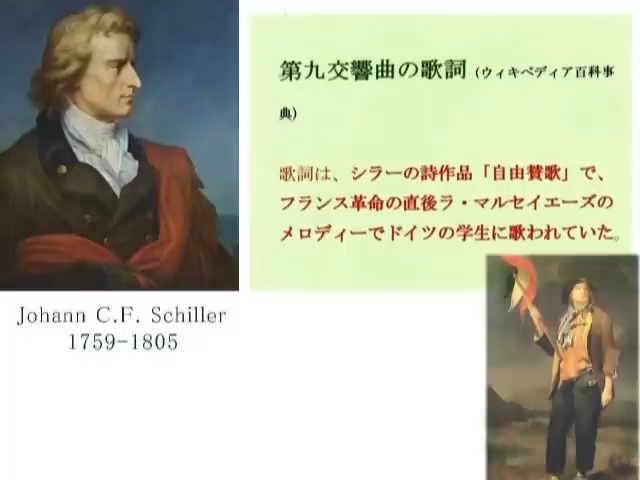 第九交響曲の歌詞（ウィキペディア百科事
典）
歌詞は、シラーの詩作品「自由賛歌」で、
フランス革命の直後ラ・マルセイエーズの
メロディーでドイツの学生に歌われていた。
Johann C.F. Schiller
1759-1805